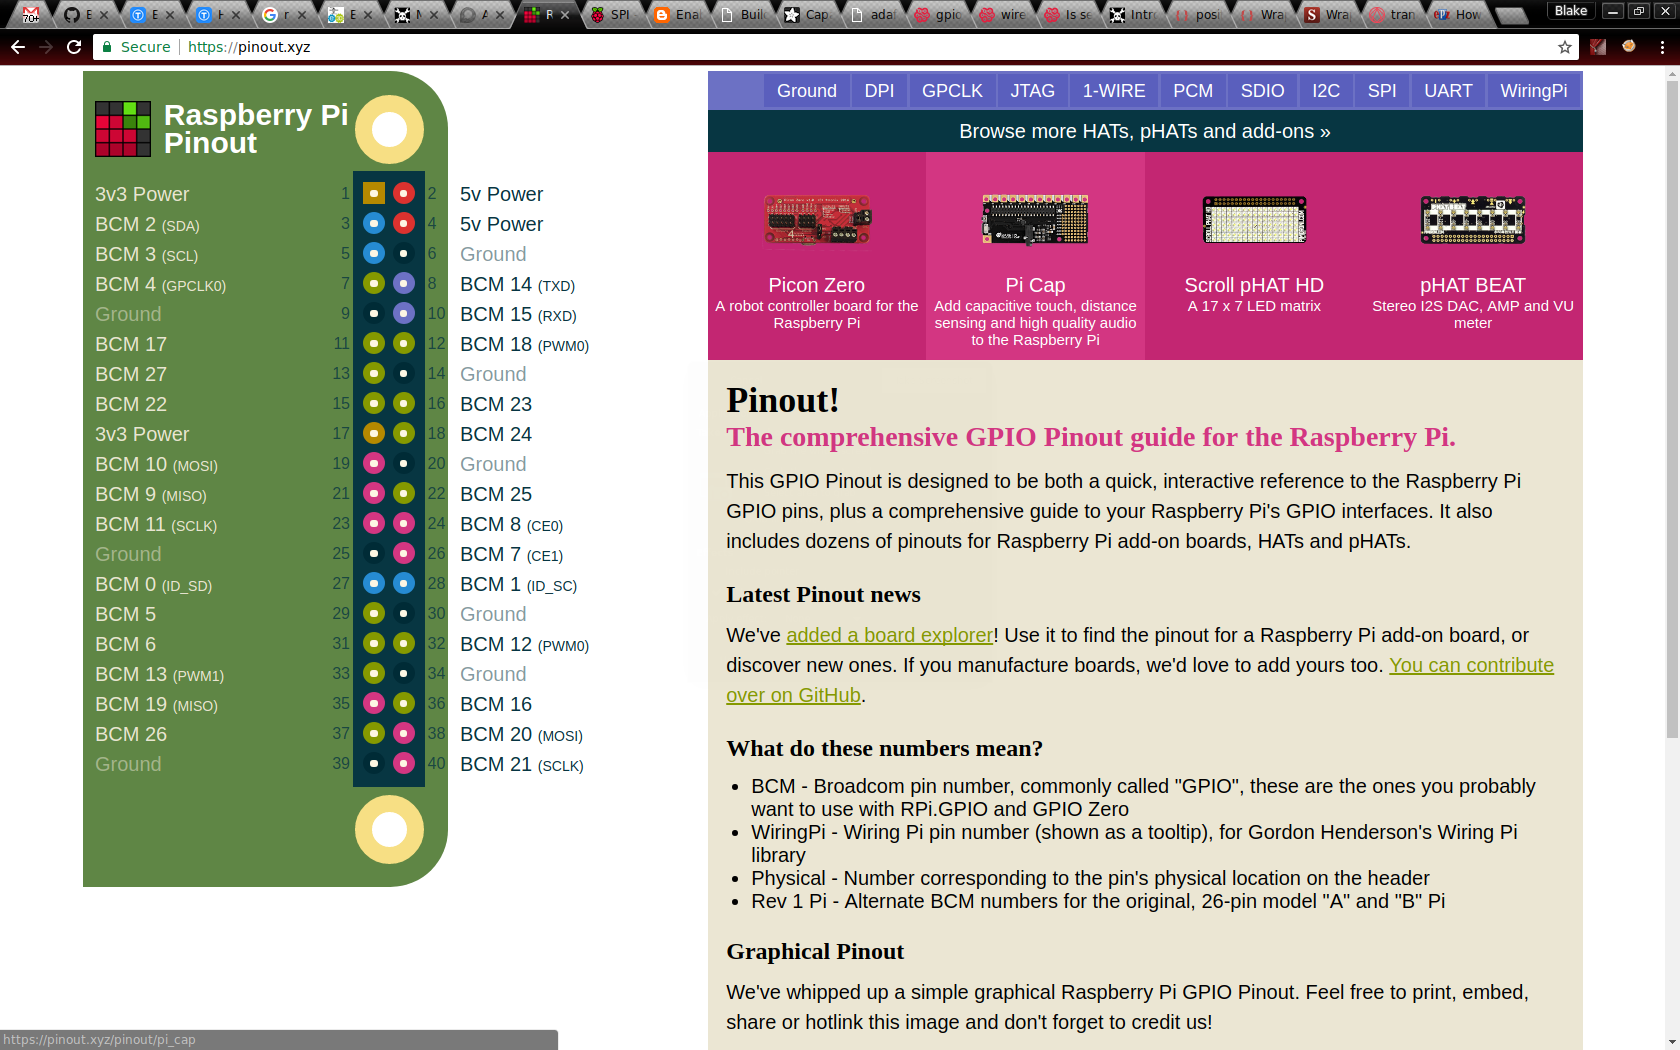 70+
E
E
H
r
E
M
A
R
SPI
Enal
Buil
Cap
adaf
gpio
wire
Is se
Intr
posi
Wra
Wra
tran
How
Blake
Secure
https://pinout.xyz
Raspberry Pi
Pinout
3v3 Power 1 2 5v Power
BCM 2 (SDA) 3 4 5v Power
BCM 3 (SCL) 5 6 Ground
BCM 4 (GPCLK0) 7 8 BCM 14 (TXD)
Ground 9 10 BCM 15 (RXD)
BCM 17 11 12 BCM 18 (PWM0)
BCM 27 13 14 Ground
BCM 22 15 16 BCM 23
3v3 Power 17 18 BCM 24
BCM 10 (MOSI) 19 20 Ground
BCM 9 (MISO) 21 22 BCM 25
BCM 11 (SCLK) 23 24 BCM 8 (CE0)
Ground 25 26 BCM 7 (CE1)
BCM 0 (ID_SD) 27 28 BCM 1 (ID_SC)
BCM 5 29 30 Ground
BCM 6 31 32 BCM 12 (PWM0)
BCM 13 (PWM1) 33 34 Ground
BCM 19 (MISO) 35 36 BCM 16
BCM 26 37 38 BCM 20 (MOSI)
Ground 39 40 BCM 21 (SCLK)
Ground DPI GPCLK JTAG 1-WIRE PCM SDIO I2C SPI UART WiringPi
Browse more HATs, pHATs and add-ons »
Picon Zero
A robot controller board for the
Raspberry Pi
Pi Cap
Add capacitive touch, distance
sensing and high quality audio
to the Raspberry Pi
Scroll pHAT HD
A 17 x 7 LED matrix
pHAT BEAT
Stereo I2S DAC, AMP and VU
meter
Pinout!
The comprehensive GPIO Pinout guide for the Raspberry Pi.
This GPIO Pinout is designed to be both a quick, interactive reference to the Raspberry Pi
GPIO pins, plus a comprehensive guide to your Raspberry Pi's GPIO interfaces. It also
includes dozens of pinouts for Raspberry Pi add-on boards, HATs and pHATs.
Latest Pinout news
We've added a board explorer! Use it to find the pinout for a Raspberry Pi add-on board, or
discover new ones. If you manufacture boards, we'd love to add yours too. You can contribute
over on GitHub.
What do these numbers mean?
• BCM - Broadcom pin number, commonly called "GPIO", these are the ones you probably
want to use with RPi.GPIO and GPIO Zero
• WiringPi - Wiring Pi pin number (shown as a tooltip), for Gordon Henderson's Wiring Pi
library
• Physical - Number corresponding to the pin's physical location on the header
• Rev 1 Pi - Alternate BCM numbers for the original, 26-pin model "A" and "B" Pi
Graphical Pinout
We've whipped up a simple graphical Raspberry Pi GPIO Pinout. Feel free to print, embed,
share or hotlink this image and don't forget to credit us!
https://pinout.xyz/pinout/pi_cap